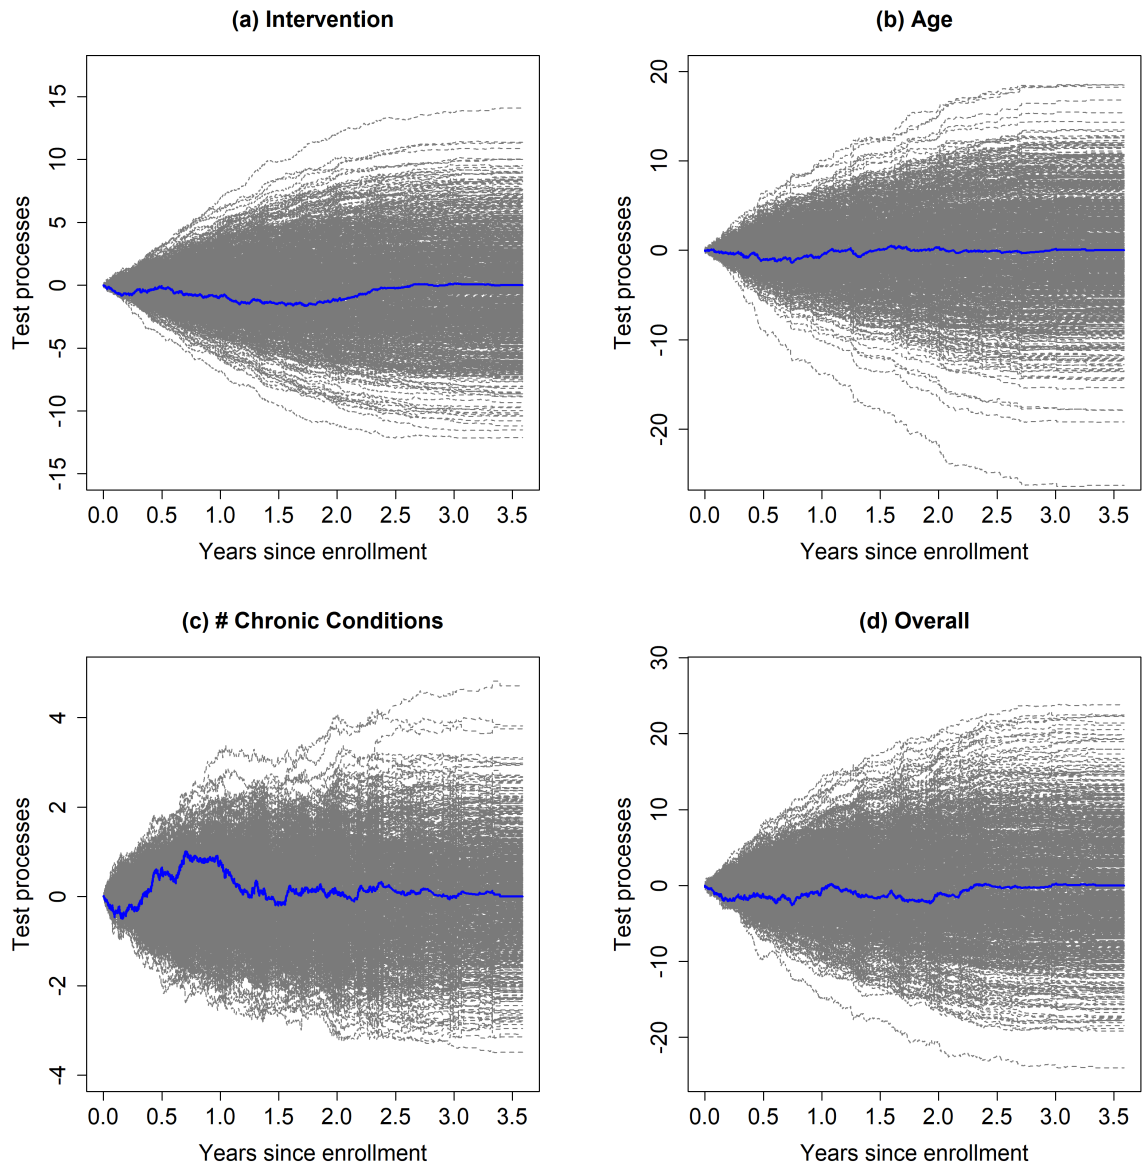 (a) Intervention
Test processes
15
10
5
0
-5
-10
-15
0.0 0.5 1.0 1.5 2.0 2.5 3.0 3.5
Years since enrollment
(b) Age
Test processes
20
10
0
-10
-20
0.0 0.5 1.0 1.5 2.0 2.5 3.0 3.5
Years since enrollment
(c) # Chronic Conditions
Test processes
4
2
0
-2
-4
0.0 0.5 1.0 1.5 2.0 2.5 3.0 3.5
Years since enrollment
(d) Overall
Test processes
30
20
10
0
-10
-20
0.0 0.5 1.0 1.5 2.0 2.5 3.0 3.5
Years since enrollment